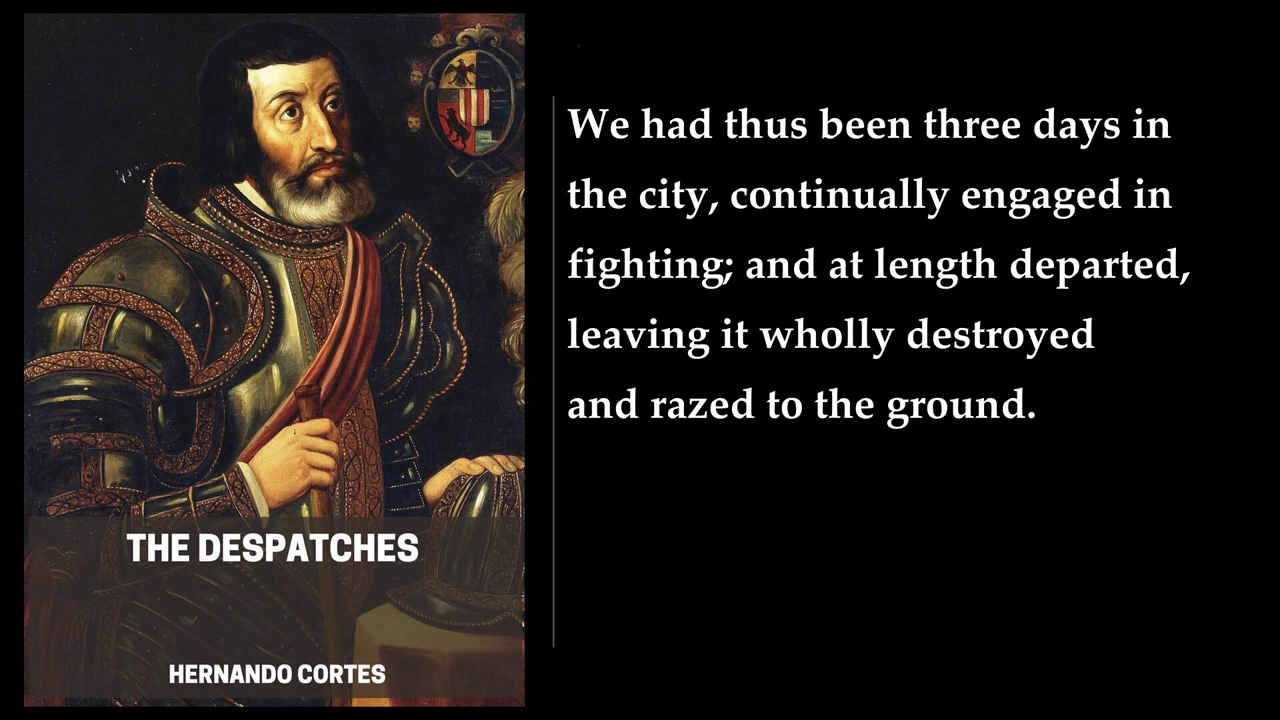 We had thus been three days in
the city, continually engaged in
fighting; and at length departed,
leaving it wholly destroyed
and razed to the ground.
THE DESPATCHES
HERNANDO CORTES